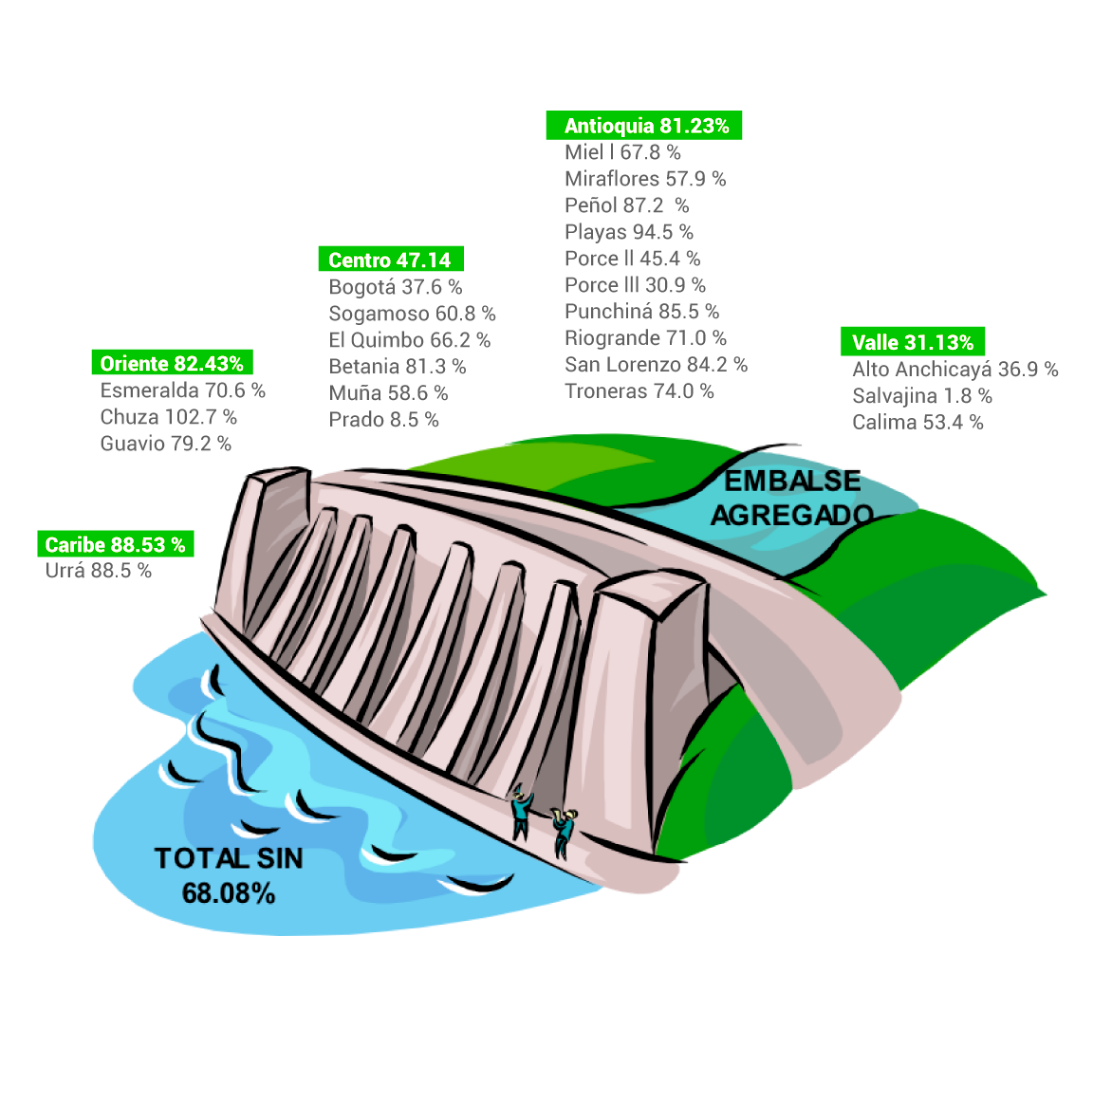 Antioquia 81.23%
Miel l 67.8 %
Miraflores 57.9 %
Peñol 87.2 %
Playas 94.5 %
Porce ll 45.4 %
Porce lll 30.9 %
Punchiná 85.5 %
Riogrande 71.0 %
San Lorenzo 84.2 %
Troneras 74.0 %
Centro 47.14
Bogotá 37.6 %
Sogamoso 60.8 %
El Quimbo 66.2 %
Betania 81.3 %
Muña 58.6 %
Prado 8.5 %
Valle 31.13%
Alto Anchicayá 36.9 %
Salvajina 1.8 %
Calima 53.4 %
Oriente 82.43%
Esmeralda 70.6 %
Chuza 102.7 %
Guavio 79.2 %
Caribe 88.53 %
Urrá 88.5 %
EMBALSE
AGREGADO
TOTAL SIN
68.08%